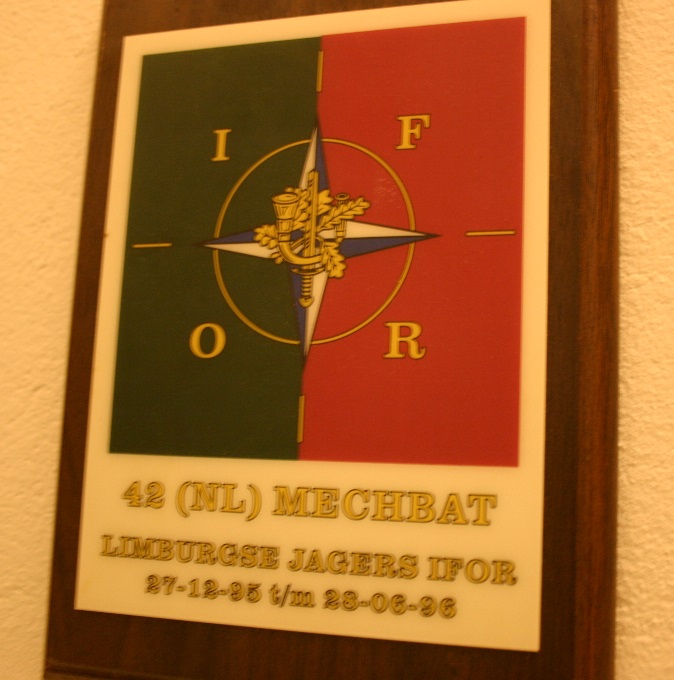 I F
O R
42 (NL) MECHBAT
LIMBURGSE JAGERS IFOR
27-12-95 t/m 28-06-96